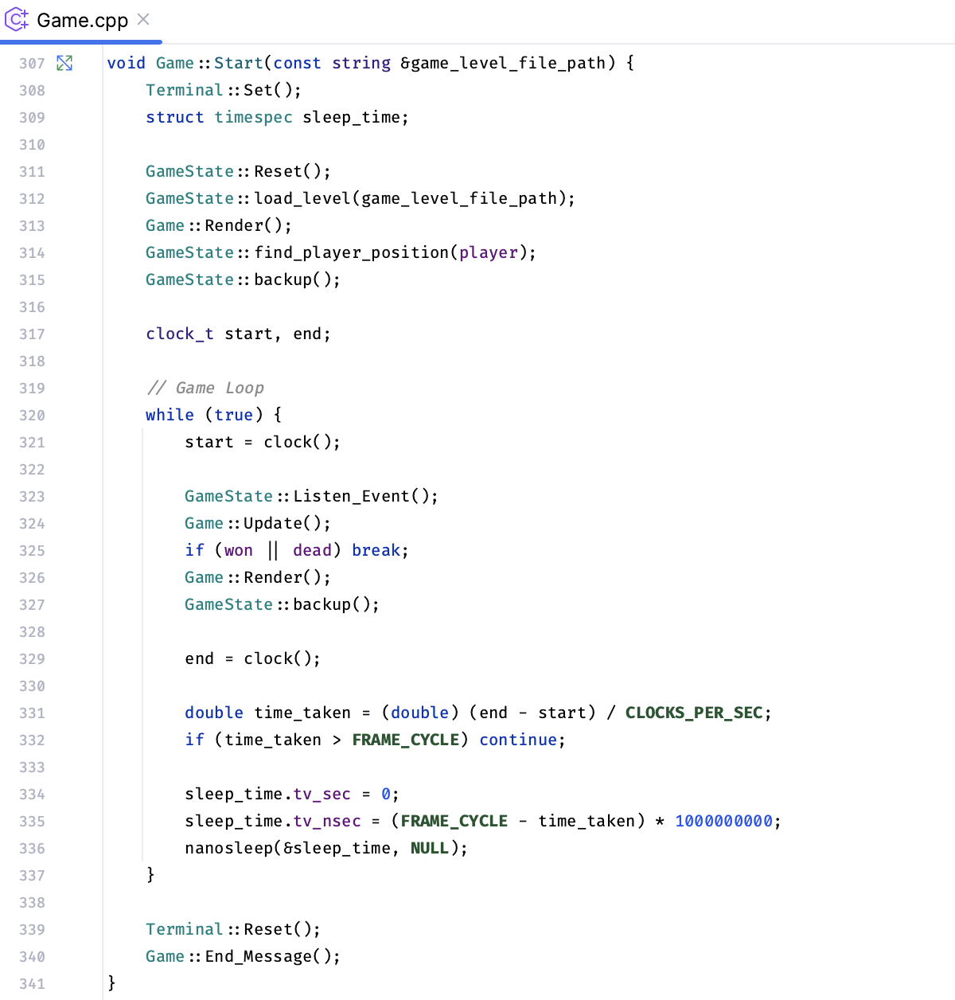 Game.cpp
307 void Game::Start(const string &game_level_file_path) {
308 Terminal::Set();
309 struct timespec sleep_time;
310
311 GameState::Reset();
312 GameState::load_level(game_level_file_path);
313 Game::Render();
314 GameState::find_player_position(player);
315 GameState::backup();
316
317 clock_t start, end;
318
319 // Game Loop
320 while (true) {
321 start = clock();
322
323 GameState::Listen_Event();
324 Game::Update();
325 if (won || dead) break;
326 Game::Render();
327 GameState::backup();
328
329 end = clock();
330
331 double time_taken = (double) (end - start) / CLOCKS_PER_SEC;
332 if (time_taken > FRAME_CYCLE) continue;
333
334 sleep_time.tv_sec = 0;
335 sleep_time.tv_nsec = (FRAME_CYCLE - time_taken) * 1000000000;
336 nanosleep(&sleep_time, NULL);
337 }
338
339 Terminal::Reset();
340 Game::End_Message();
341 }